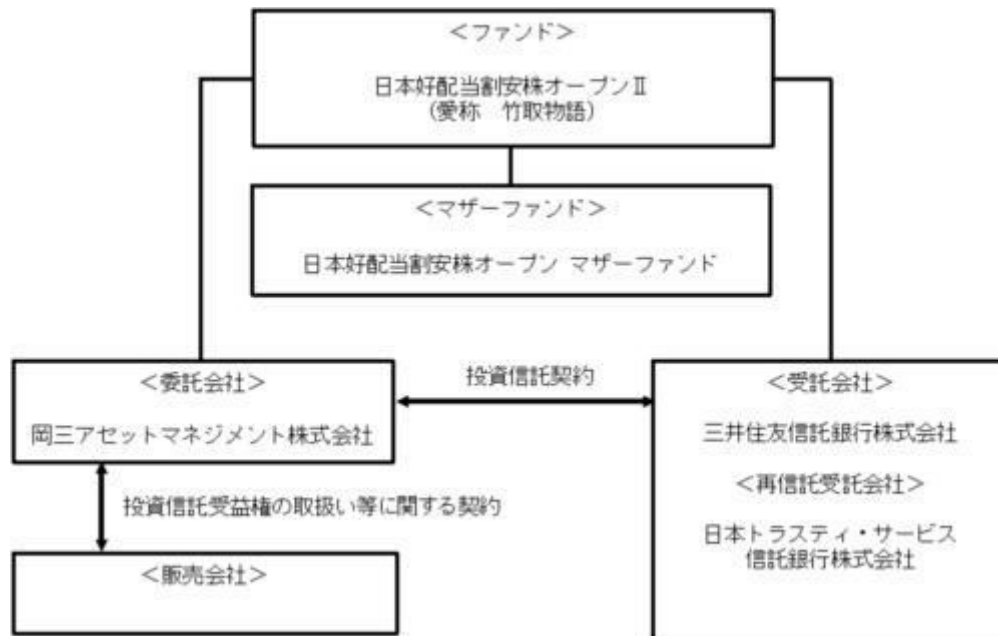 ＜ファンド＞
日本好配当割安株オープンⅡ
（愛称　竹取物語）
＜マザーファンド＞
日本好配当割安株オープン マザーファンド
＜委託会社＞
岡三アセットマネジメント株式会社
投資信託契約
＜受託会社＞
三井住友信託銀行株式会社
＜再信託受託会社＞
日本トラスティ・サービス
信託銀行株式会社
投資信託受益権の取扱い等に関する契約
＜販売会社＞